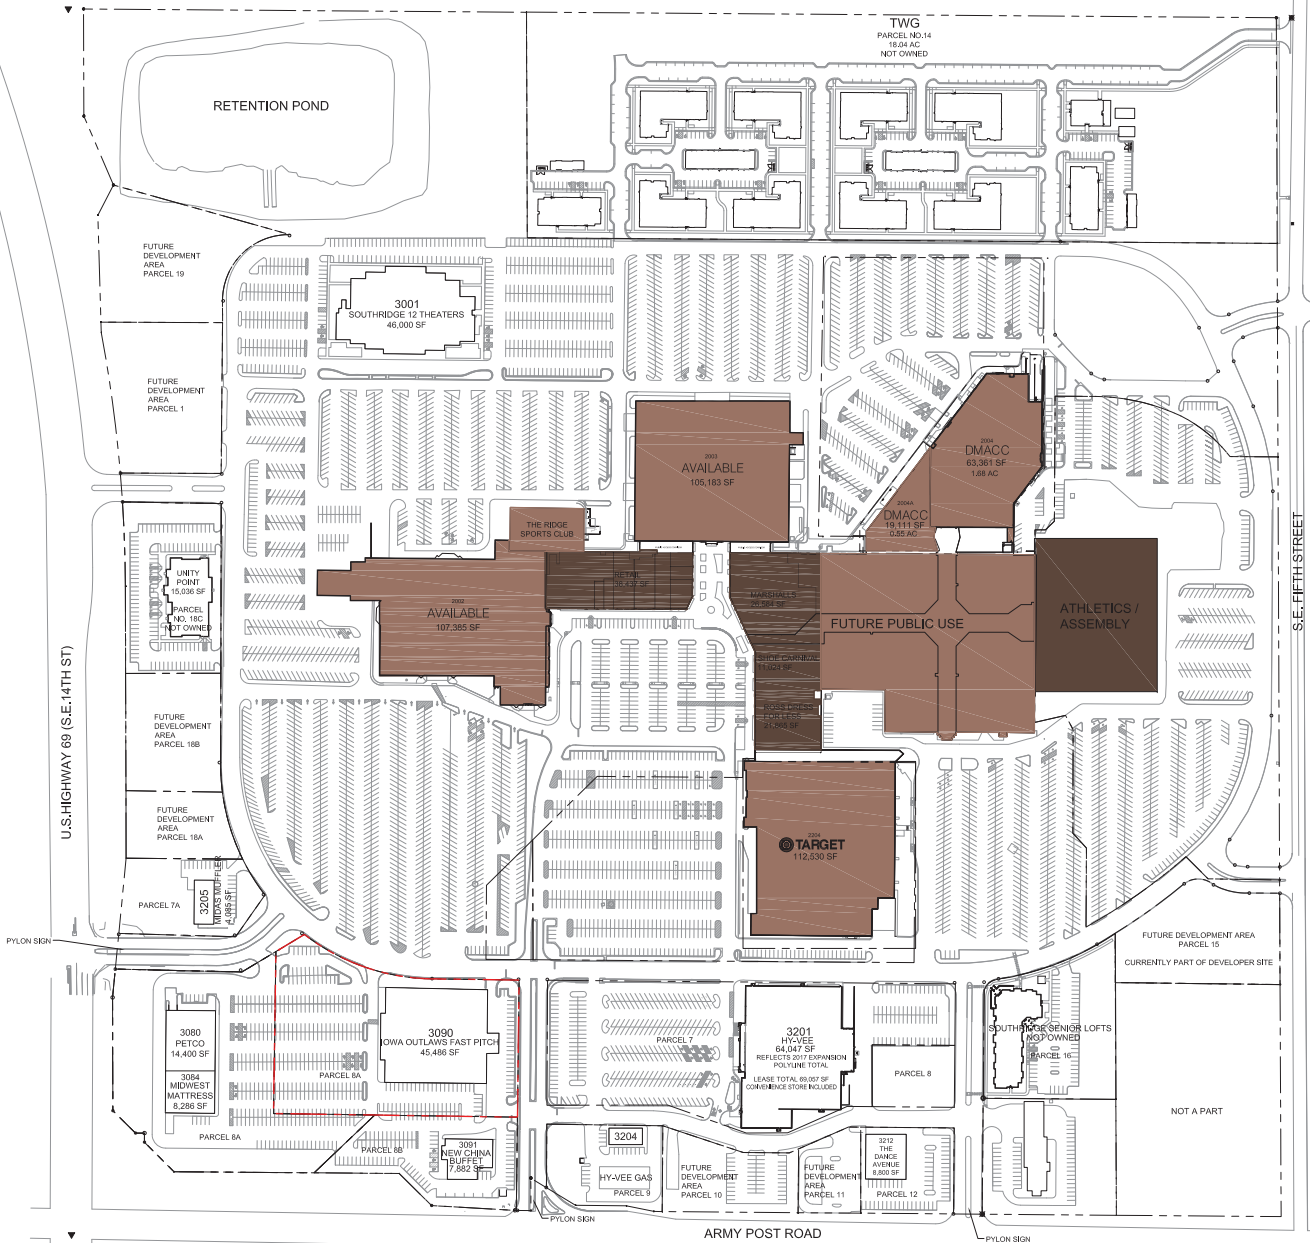 TWG
PARCEL NO.14
18.04 AC
NOT OWNED
RETENTION POND
FUTURE
DEVELOPMENT
AREA
PARCEL 19
3001
SOUTHRIDGE 12 THEATERS
46,000 SF
FUTURE
DEVELOPMENT
AREA
PARCEL 1
2003
AVAILABLE
105,183 SF
2004
DMACC
63,361 SF
1.68 AC
2004A
DMACC
19,111 SF
0.55 AC
THE RIDGE
SPORTS CLUB
UNITY
POINT
15,036 SF
PARCEL
NO. 18C
NOT OWNED
2002
AVAILABLE
107,385 SF
RETAIL
MARSHALLS
FUTURE PUBLIC USE
ATHLETICS /
ASSEMBLY
SHOE CARNIVAL
ROSS DRESS
FOR LESS
S.E. FIFTH STREET
U.S.HIGHWAY 69 (S.E.14TH ST)
FUTURE
DEVELOPMENT
AREA
PARCEL 18B
FUTURE
DEVELOPMENT
AREA
PARCEL 18A
2204
TARGET
112,530 SF
PARCEL 7A
3205
MIDAS MUFFLER
4,085 SF
PYLON SIGN
FUTURE DEVELOPMENT AREA
PARCEL 15
CURRENTLY PART OF DEVELOPER SITE
3080
PETCO
14,400 SF
3084
MIDWEST
MATTRESS
8,286 SF
PARCEL 8A
3090
IOWA OUTLAWS FAST PITCH
45,486 SF
PARCEL 8A
PARCEL 7
3201
HY-VEE
64,047 SF
REFLECTS 2017 EXPANSION
POLYLINE TOTAL
LEASE TOTAL 69,057 SF
CONVENIENCE STORE INCLUDED
PARCEL 8
SOUTHRIDGE SENIOR LOFTS
NOT OWNED
PARCEL 16
NOT A PART
PARCEL 8B
3091
NEW CHINA
BUFFET
7,882 SF
3204
HY-VEE GAS
PARCEL 9
FUTURE
DEVELOPMENT
AREA
PARCEL 10
FUTURE
DEVELOPMENT
AREA
PARCEL 11
3212
THE
DANCE
AVENUE
8,800 SF
PARCEL 12
PYLON SIGN
ARMY POST ROAD
PYLON SIGN